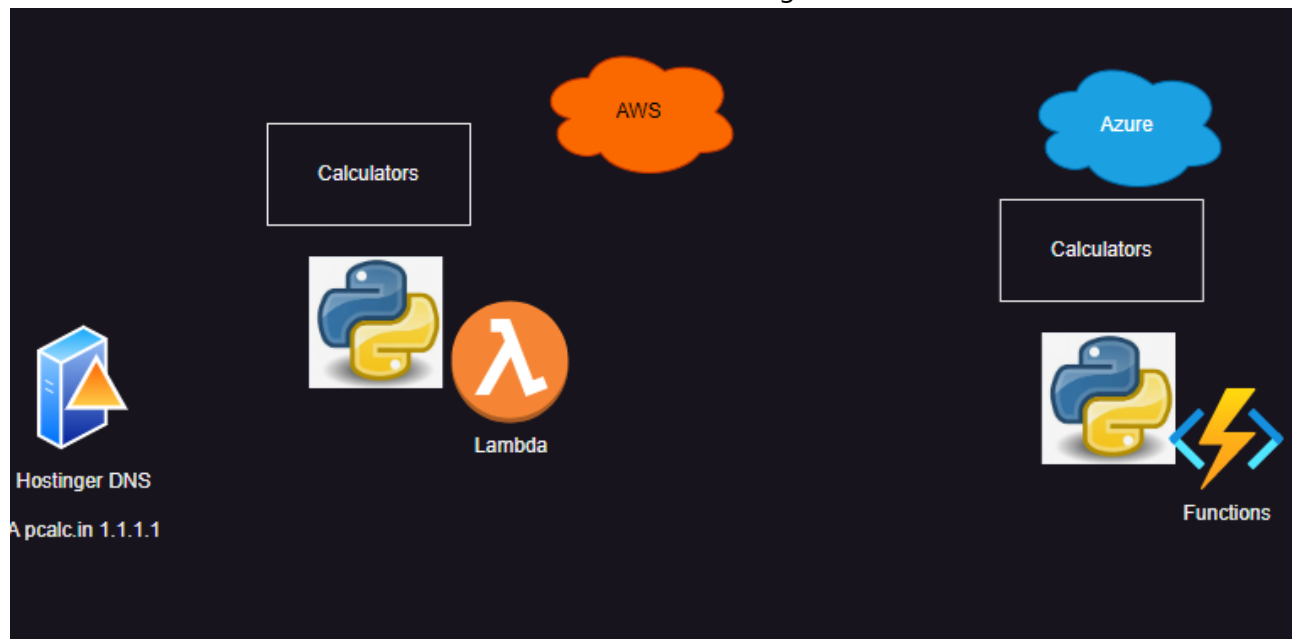 AWS
Azure
Calculators
Calculators
λ
Lambda
Hostinger DNS
A pcalc.in 1.1.1.1
Functions